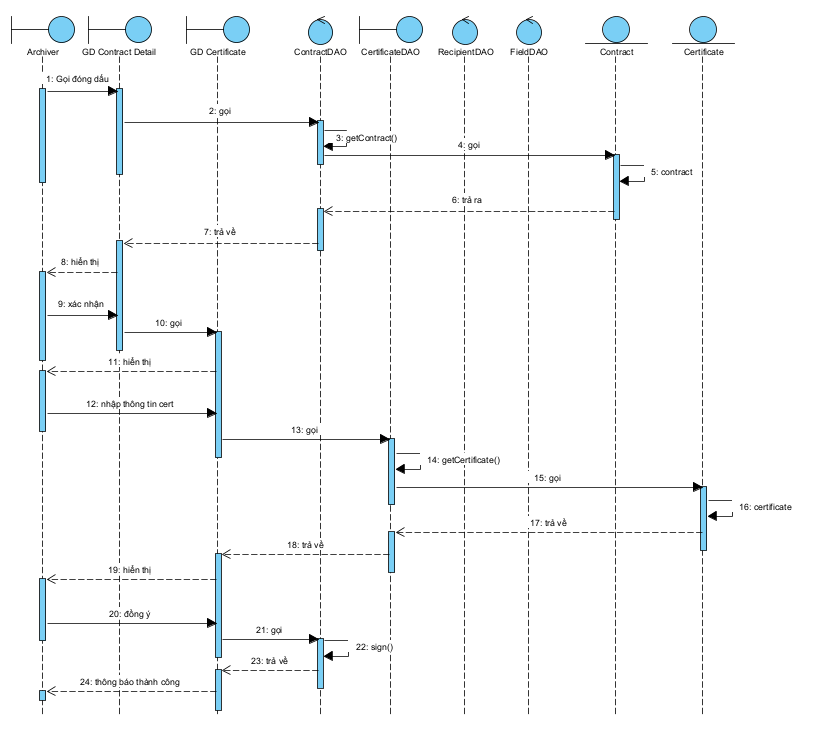 Archiver
GD Contract Detail
GD Certificate
ContractDAO
CertificateDAO
RecipientDAO
FieldDAO
Contract
Certificate
1: Gọi đóng dấu
2: gọi
3: getContract()
4: gọi
5: contract
6: trả ra
7: trả về
8: hiển thị
9: xác nhận
10: gọi
11: hiển thị
12: nhập thông tin cert
13: gọi
14: getCertificate()
15: gọi
16: certificate
17: trả về
18: trả về
19: hiển thị
20: đồng ý
21: gọi
22: sign()
23: trả về
24: thông báo thành công